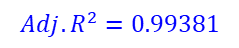 Adj. R² = 0.99381